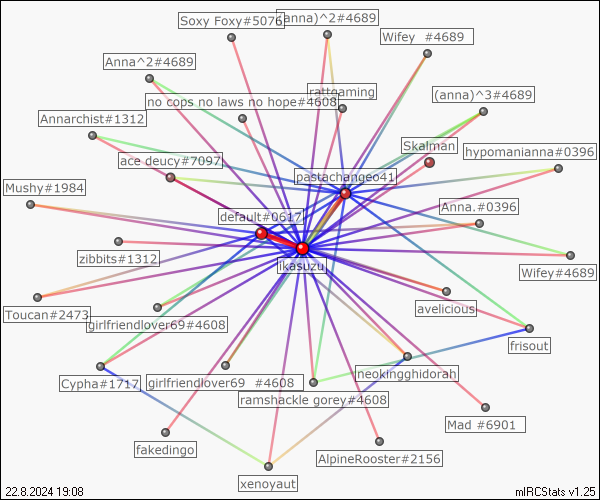 Soxy Foxy#5076
(anna)^2#4689
Wifey  #4689
Anna^2#4689
rattgaming
(anna)^3#4689
no cops no laws no hope#4608
Annarchist#1312
Skalman
hypomanianna#0396
ace deucy#7097
pastachangeo41
Mushy#1984
Anna.#0396
default#0617
zibbits#1312
ikasuzu
Wifey#4689
Toucan#2473
avelicious
girlfriendlover69#4608
frisout
neokingghidorah
Cypha#1717
girlfriendlover69  #4608
ramshackle gorey#4608
Mad #6901
fakedingo
AlpineRooster#2156
xenoyaut
22.8.2024 19:08
mIRCStats v1.25